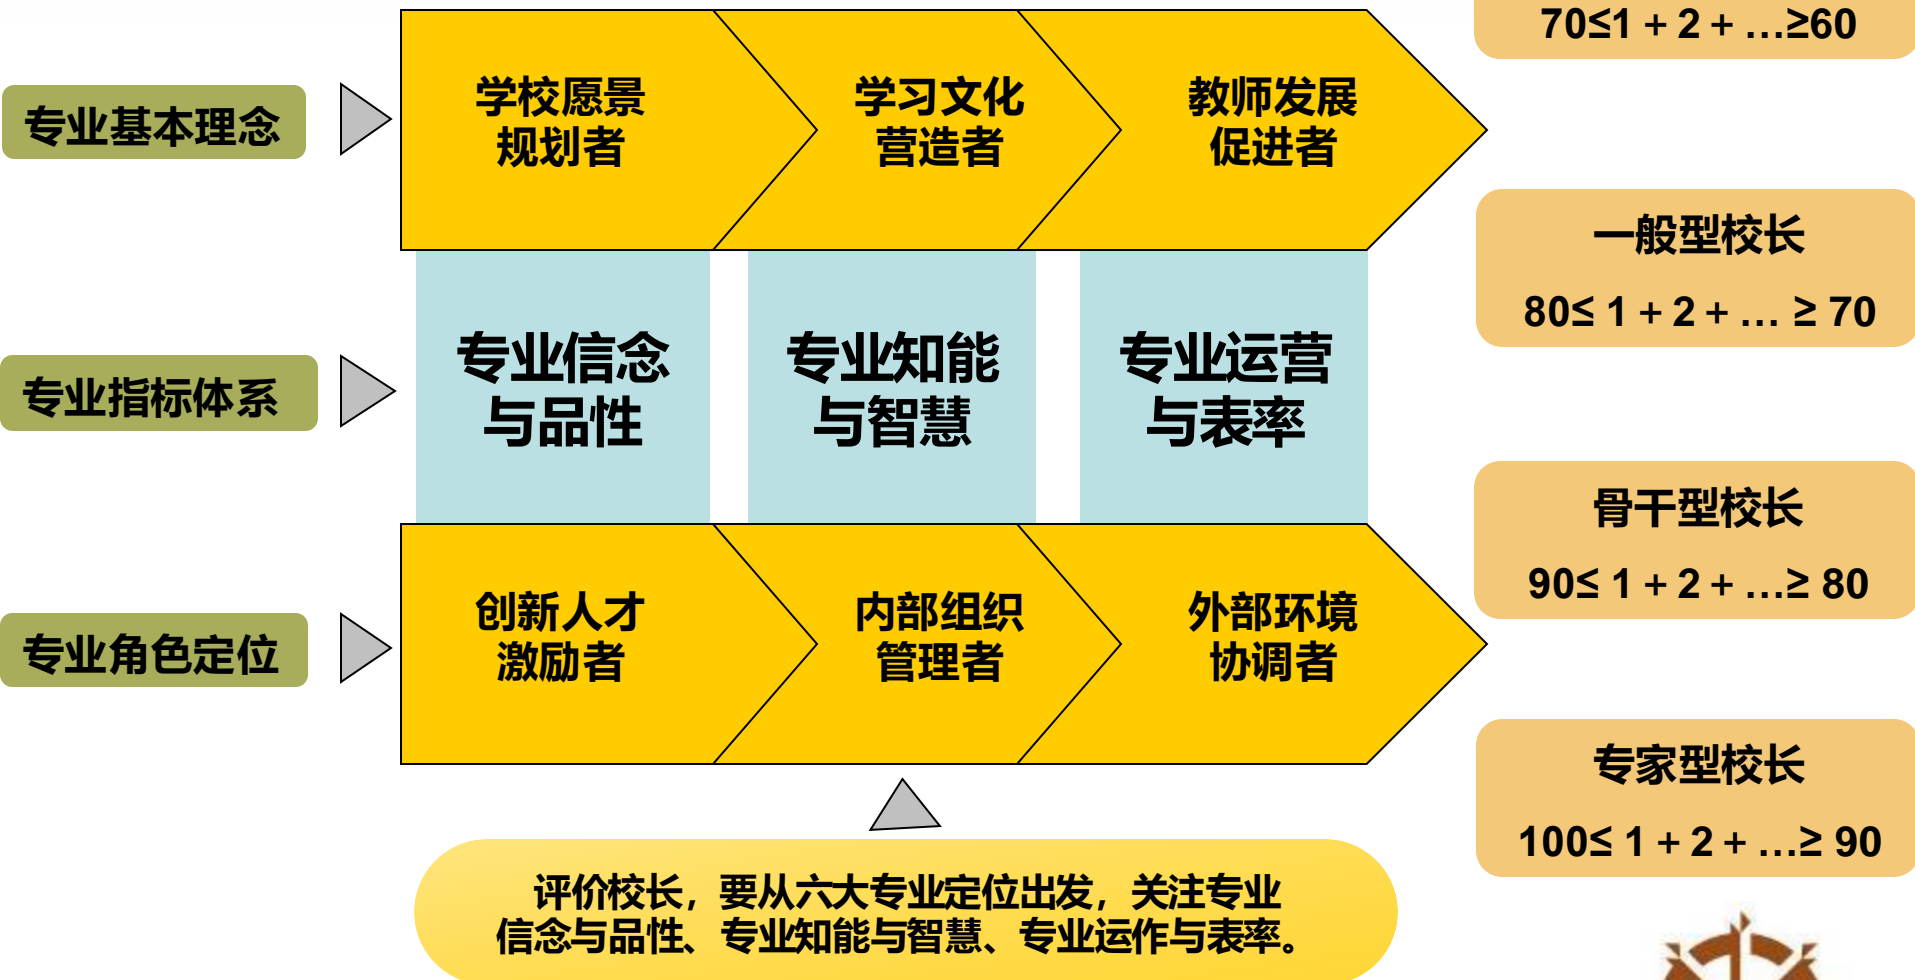 70≤1 + 2 + …≥60
专业基本理念
学校愿景
规划者
学习文化
营造者
教师发展
促进者
一般型校长
80≤ 1 + 2 + … ≥ 70
专业指标体系
专业信念
与品性
专业知能
与智慧
专业运营
与表率
骨干型校长
90≤ 1 + 2 + …≥ 80
专业角色定位
创新人才
激励者
内部组织
管理者
外部环境
协调者
专家型校长
100≤ 1 + 2 + …≥ 90
评价校长，要从六大专业定位出发，关注专业
信念与品性、专业知能与智慧、专业运作与表率。